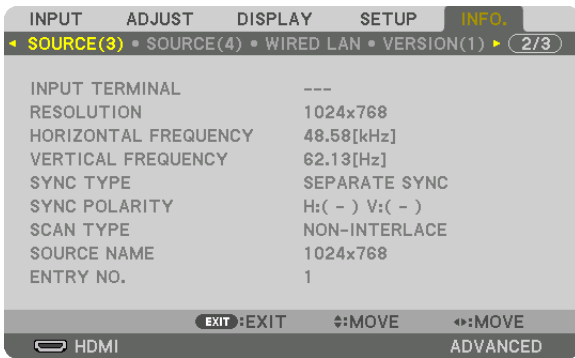 INPUT ADJUST DISPLAY SETUP INFO.
◂ SOURCE(3) • SOURCE(4) • WIRED LAN • VERSION(1) ▸ 2/3
INPUT TERMINAL ---
RESOLUTION 1024x768
HORIZONTAL FREQUENCY 48.58[kHz]
VERTICAL FREQUENCY 62.13[Hz]
SYNC TYPE SEPARATE SYNC
SYNC POLARITY H:( - ) V:( - )
SCAN TYPE NON-INTERLACE
SOURCE NAME 1024x768
ENTRY NO. 1
EXIT :EXIT :MOVE :MOVE
HDMI ADVANCED